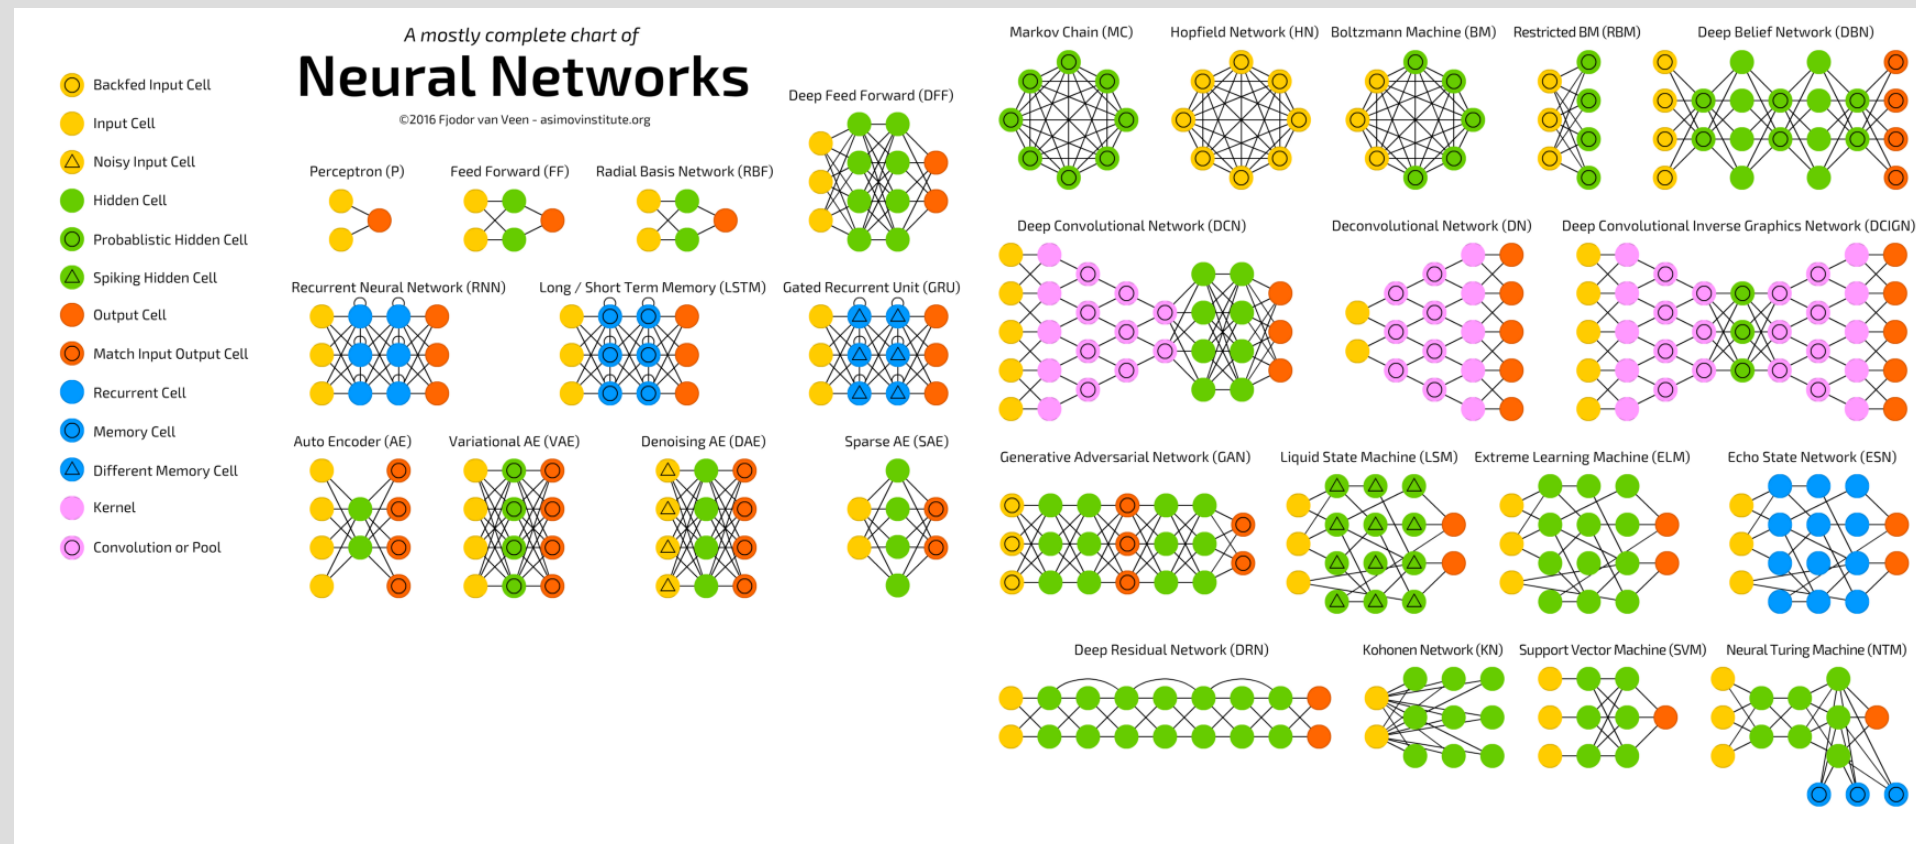 A mostly complete chart of
Neural Networks
©2016 Fjodor van Veen - asimovinstitute.org
Backfed Input Cell
Input Cell
Noisy Input Cell
Hidden Cell
Probablistic Hidden Cell
Spiking Hidden Cell
Output Cell
Match Input Output Cell
Recurrent Cell
Memory Cell
Different Memory Cell
Kernel
Convolution or Pool
Deep Feed Forward (DFF)
Perceptron (P)
Feed Forward (FF)
Radial Basis Network (RBF)
Recurrent Neural Network (RNN)
Long / Short Term Memory (LSTM)
Gated Recurrent Unit (GRU)
Auto Encoder (AE)
Variational AE (VAE)
Denoising AE (DAE)
Sparse AE (SAE)
Markov Chain (MC)
Hopfield Network (HN)
Boltzmann Machine (BM)
Restricted BM (RBM)
Deep Belief Network (DBN)
Deep Convolutional Network (DCN)
Deconvolutional Network (DN)
Deep Convolutional Inverse Graphics Network (DCIGN)
Generative Adversarial Network (GAN)
Liquid State Machine (LSM)
Extreme Learning Machine (ELM)
Echo State Network (ESN)
Deep Residual Network (DRN)
Kohonen Network (KN)
Support Vector Machine (SVM)
Neural Turing Machine (NTM)